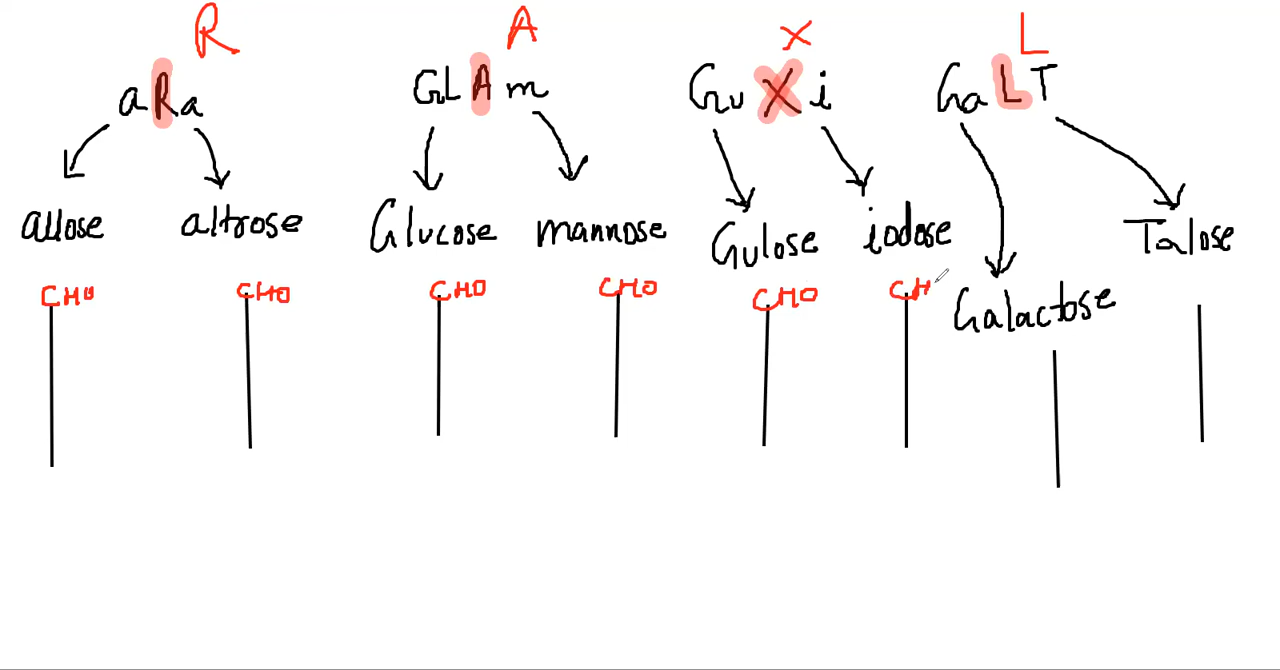 R A X L
aRa GLAm GuXi GaLT
allose altrose Glucose mannose Gulose iodose Talose
CHO CHO CHO CHO CHO CH Galactose